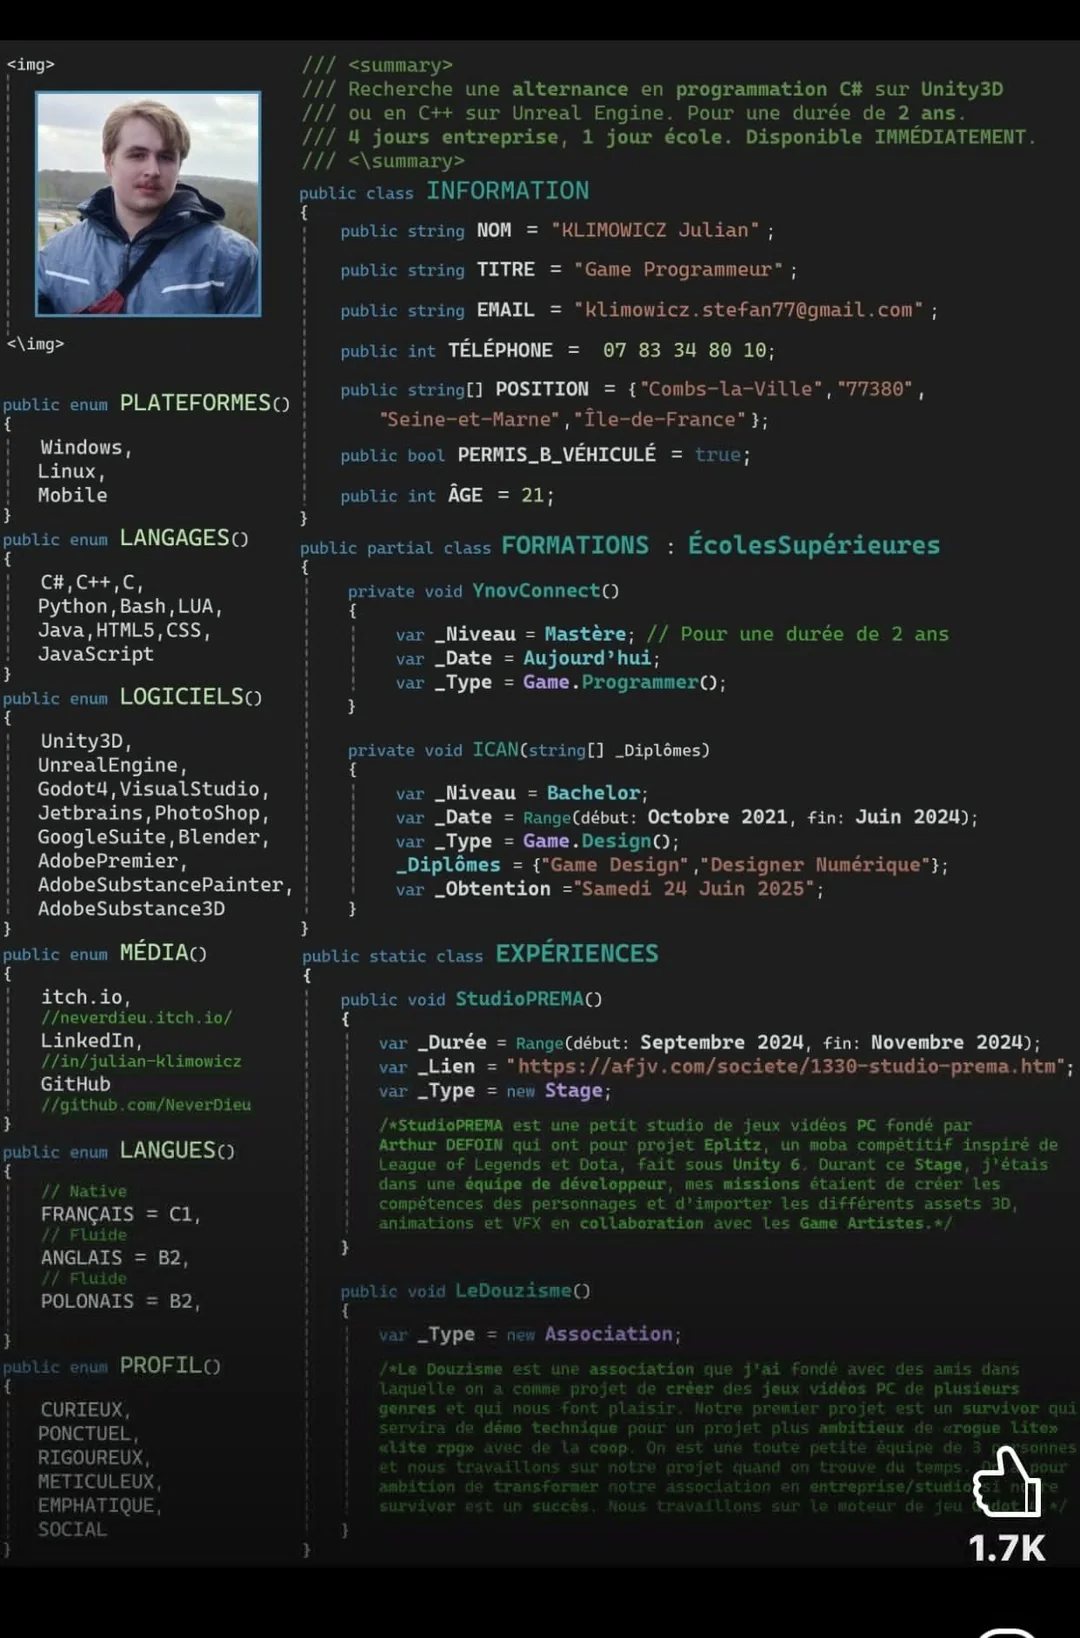 <img>
<\img>
public enum PLATEFORMES()
{
Windows,
Linux,
Mobile
}
public enum LANGAGES()
{
C#,C++,C,
Python,Bash,LUA,
Java,HTML5,CSS,
JavaScript
}
public enum LOGICIELS()
{
Unity3D,
UnrealEngine,
Godot4,VisualStudio,
Jetbrains,PhotoShop,
GoogleSuite,Blender,
AdobePremier,
AdobeSubstancePainter,
AdobeSubstance3D
}
public enum MÉDIA()
{
itch.io,
//neverdieu.itch.io/
LinkedIn,
//in/julian-klimowicz
GitHub
//github.com/NeverDieu
}
public enum LANGUES()
{
// Native
FRANÇAIS = C1,
// Fluide
ANGLAIS = B2,
// Fluide
POLONAIS = B2,
}
public enum PROFIL()
{
CURIEUX,
PONCTUEL,
RIGOUREUX,
METICULEUX,
EMPHATIQUE,
SOCIAL
}
/// <summary>
/// Recherche une alternance en programmation C# sur Unity3D
/// ou en C++ sur Unreal Engine. Pour une durée de 2 ans.
/// 4 jours entreprise, 1 jour école. Disponible IMMÉDIATEMENT.
/// <\summary>
public class INFORMATION
{
public string NOM = "KLIMOWICZ Julian" ;
public string TITRE = "Game Programmeur" ;
public string EMAIL = "klimowicz.stefan77@gmail.com" ;
public int TÉLÉPHONE = 07 83 34 80 10;
public string[] POSITION = {"Combs-la-Ville","77380",
"Seine-et-Marne","Île-de-France"};
public bool PERMIS_B_VÉHICULÉ = true;
public int ÂGE = 21;
}
public partial class FORMATIONS : ÉcolesSupérieures
{
private void YnovConnect()
{
var _Niveau = Mastère; // Pour une durée de 2 ans
var _Date = Aujourd'hui;
var _Type = Game.Programmer();
}
private void ICAN(string[] _Diplômes)
{
var _Niveau = Bachelor;
var _Date = Range(début: Octobre 2021, fin: Juin 2024);
var _Type = Game.Design();
_Diplômes = {"Game Design","Designer Numérique"};
var _Obtention ="Samedi 24 Juin 2025";
}
}
public static class EXPÉRIENCES
{
public void StudioPREMA()
{
var _Durée = Range(début: Septembre 2024, fin: Novembre 2024);
var _Lien = "https://afjv.com/societe/1330-studio-prema.htm";
var _Type = new Stage;
/*StudioPREMA est une petit studio de jeux vidéos PC fondé par
Arthur DEFOIN qui ont pour projet Eplitz, un moba compétitif inspiré de
League of Legends et Dota, fait sous Unity 6. Durant ce Stage, j'étais
dans une équipe de développeur, mes missions étaient de créer les
compétences des personnages et d'importer les différents assets 3D,
animations et VFX en collaboration avec les Game Artistes.*/
}
public void LeDouzisme()
{
var _Type = new Association;
/*Le Douzisme est une association que j'ai fondé avec des amis dans
laquelle on a comme projet de créer des jeux vidéos PC de plusieurs
genres et qui nous font plaisir. Notre premier projet est un survivor qui
servira de démo technique pour un projet plus ambitieux de «rogue lite»
«lite rpg» avec de la coop. On est une toute petite équipe de 3
et nous travaillons sur notre projet quand on trouve du temps. pour
ambition de transformer notre association en entreprise/studio si
survivor est un succès. Nous travaillons sur le moteur de jeu */
}
}
1.7K